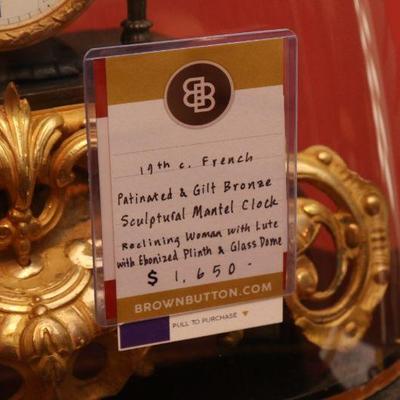 BB
19th c. French
Patinated & Gilt Bronze
Sculptural Mantel Clock
Reclining Woman with Lute
with Ebonized Plinth & Glass Dome
$1,650-
BROWNBUTTON.COM
PULL TO PURCHASE